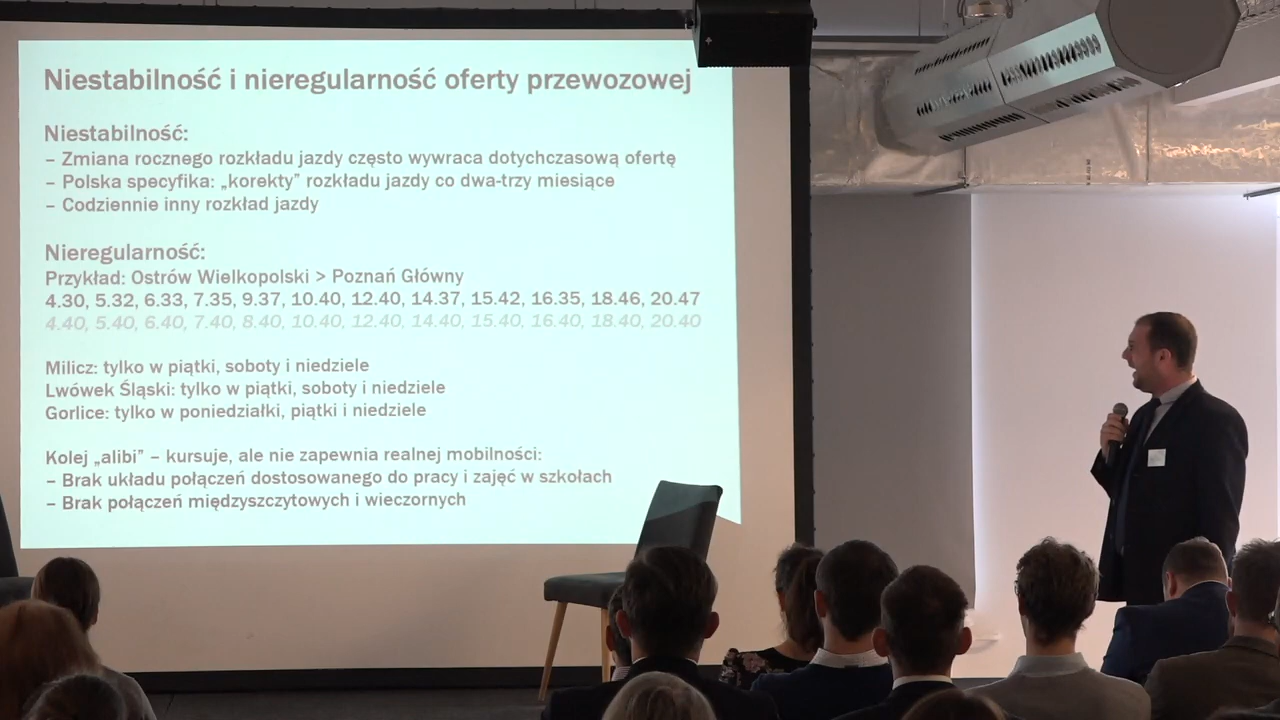 Niestabilność i nieregularność oferty przewozowej
Niestabilność:
– Zmiana rocznego rozkładu jazdy często wywraca dotychczasową ofertę
– Polska specyfika: „korekty” rozkładu jazdy co dwa-trzy miesiące
– Codziennie inny rozkład jazdy
Nieregularność:
Przykład: Ostrów Wielkopolski > Poznań Główny
4.30, 5.32, 6.33, 7.35, 9.37, 10.40, 12.40, 14.37, 15.42, 16.35, 18.46, 20.47
4.40, 5.40, 6.40, 7.40, 8.40, 10.40, 12.40, 14.40, 15.40, 16.40, 18.40, 20.40
Milicz: tylko w piątki, soboty i niedziele
Lwówek Śląski: tylko w piątki, soboty i niedziele
Gorlice: tylko w poniedziałki, piątki i niedziele
Kolej „alibi” – kursuje, ale nie zapewnia realnej mobilności:
– Brak układu połączeń dostosowanego do pracy i zajęć w szkołach
– Brak połączeń międzyszczytowych i wieczornych